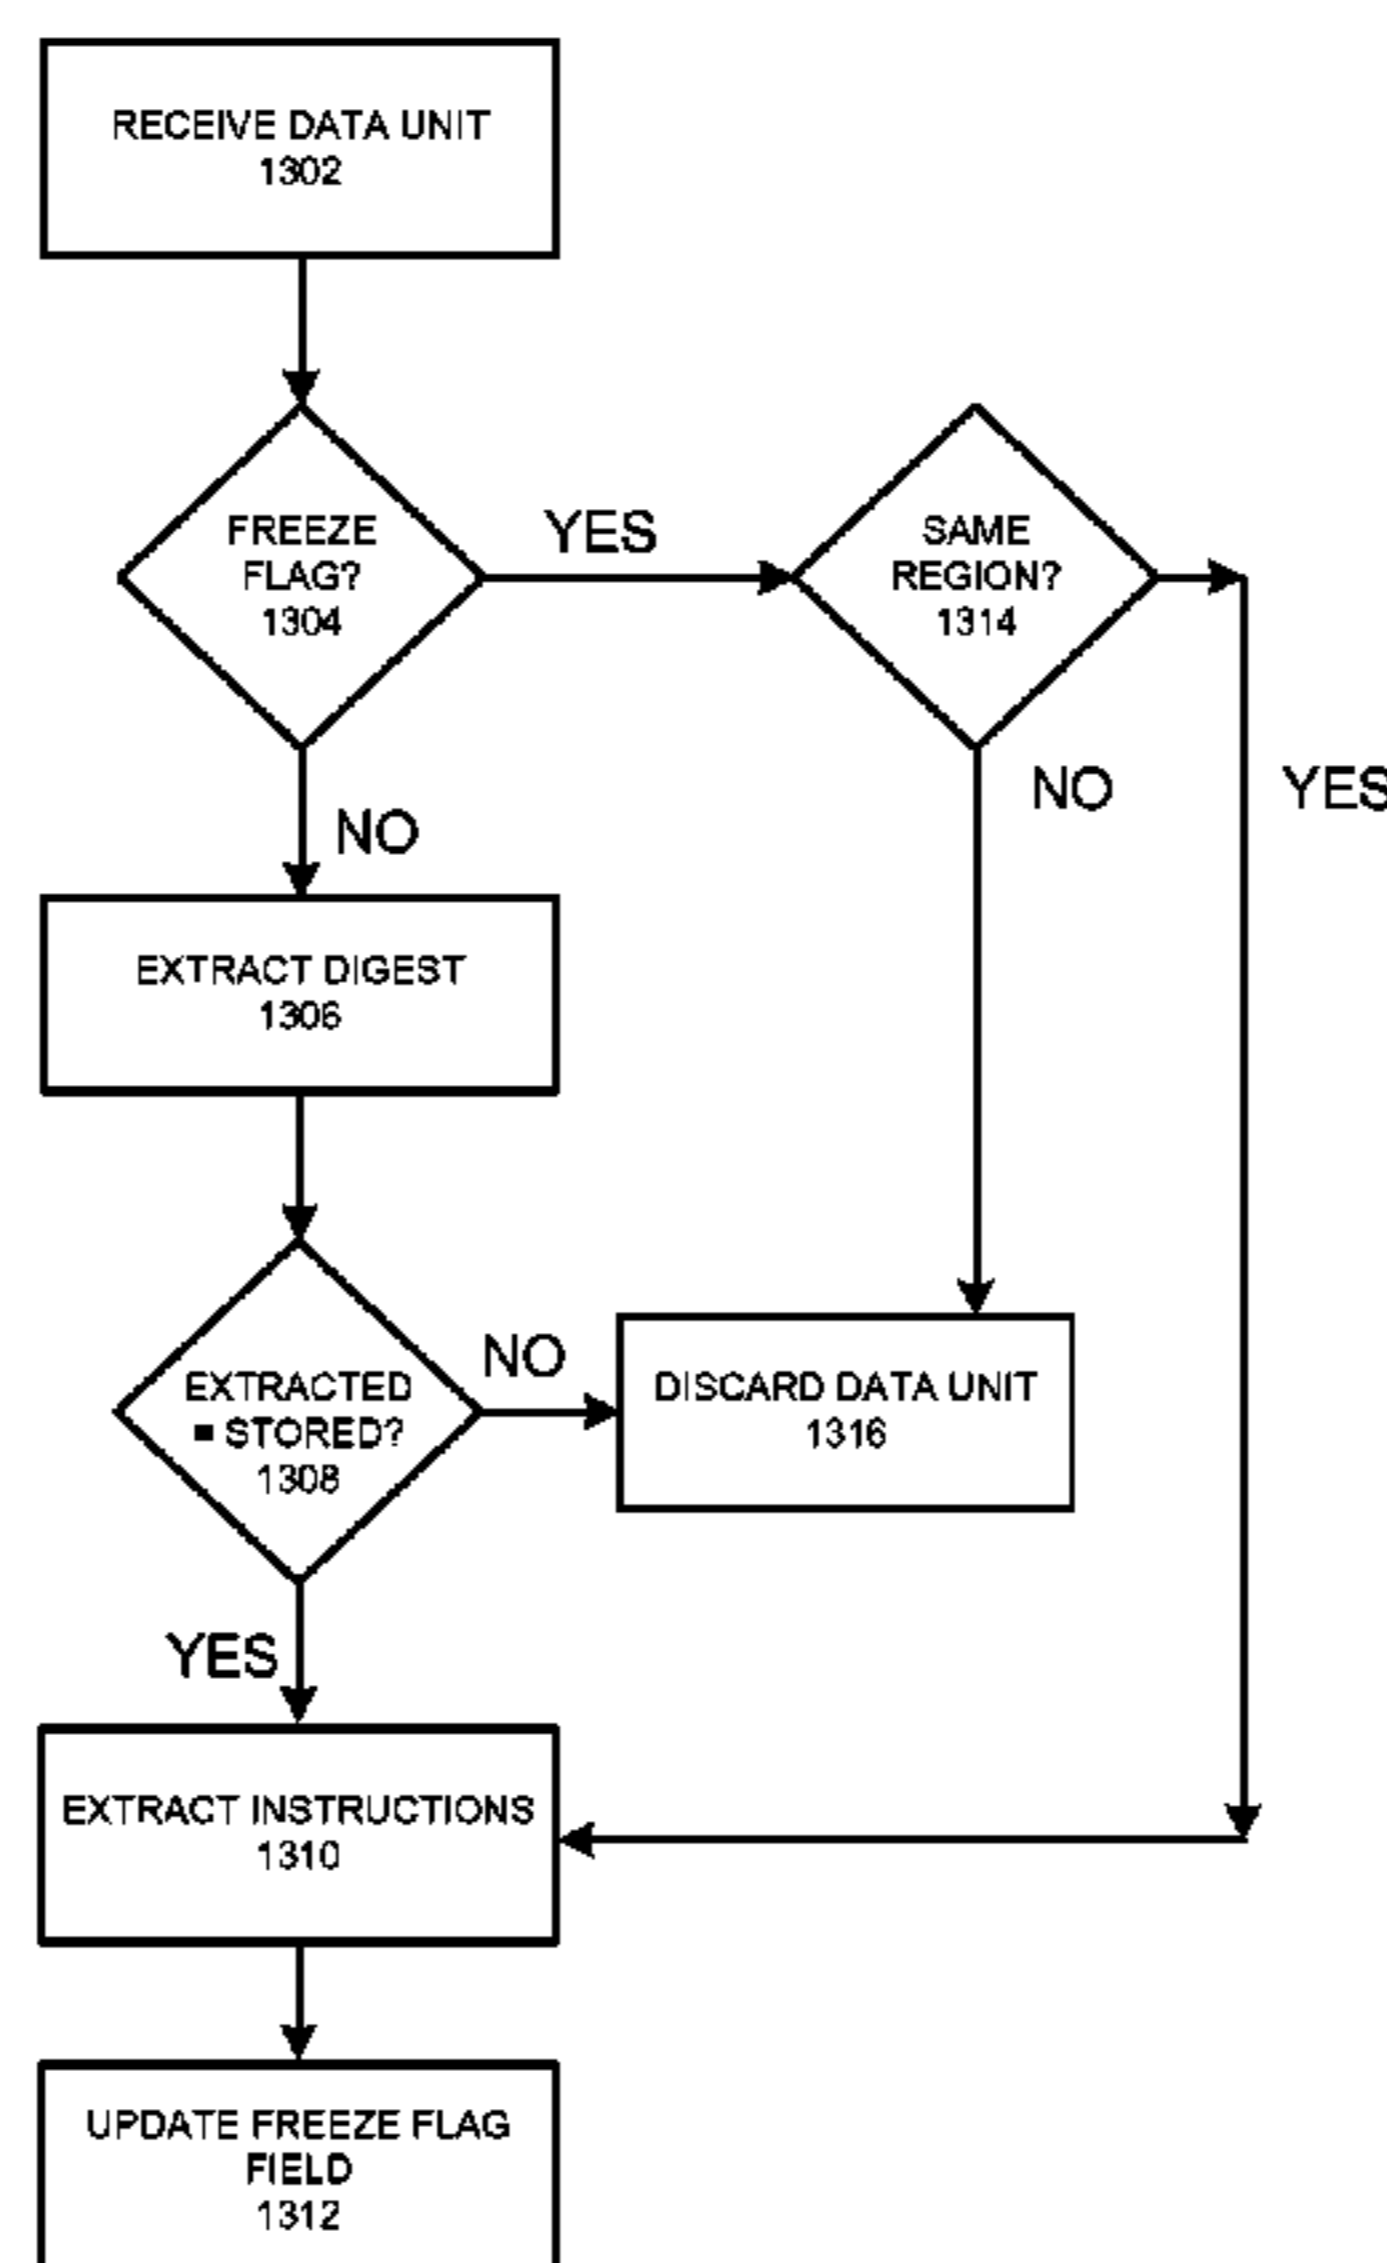 RECEIVE DATA UNIT
1302
FREEZE
FLAG?
1304
YES
SAME
REGION?
1314
NO
YES
NO
EXTRACT DIGEST
1306
EXTRACTED
= STORED?
1308
NO
DISCARD DATA UNIT
1316
YES
EXTRACT INSTRUCTIONS
1310
UPDATE FREEZE FLAG
FIELD
1312